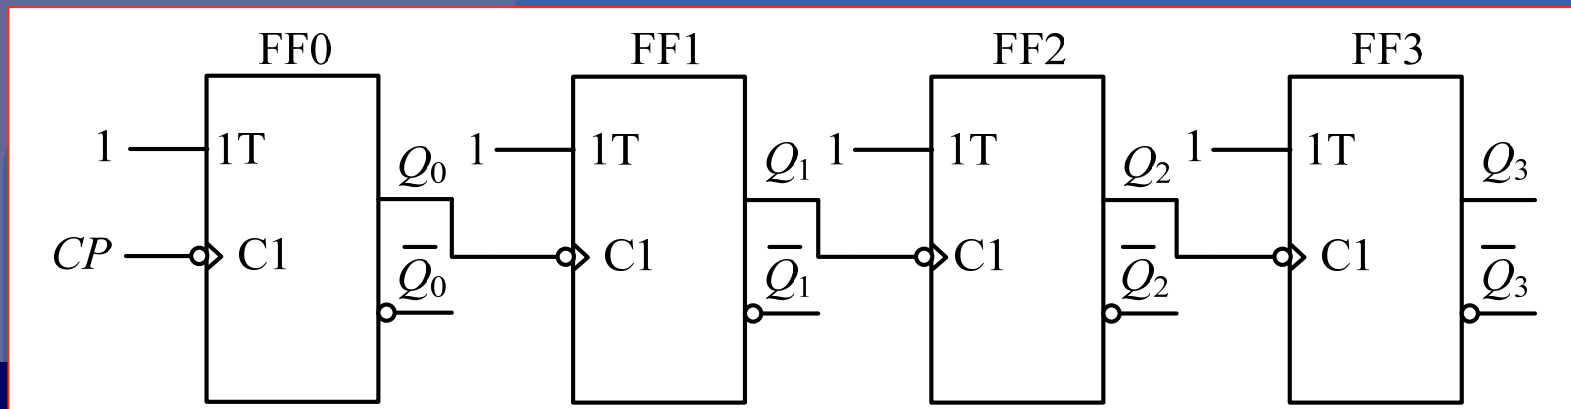 FF0 FF1 FF2 FF3
1 1T Q₀ 1 1T Q₁ 1 1T Q₂ 1 1T Q₃
CP C1 Q̅₀ C1 Q̅₁ C1 Q̅₂ C1 Q̅₃